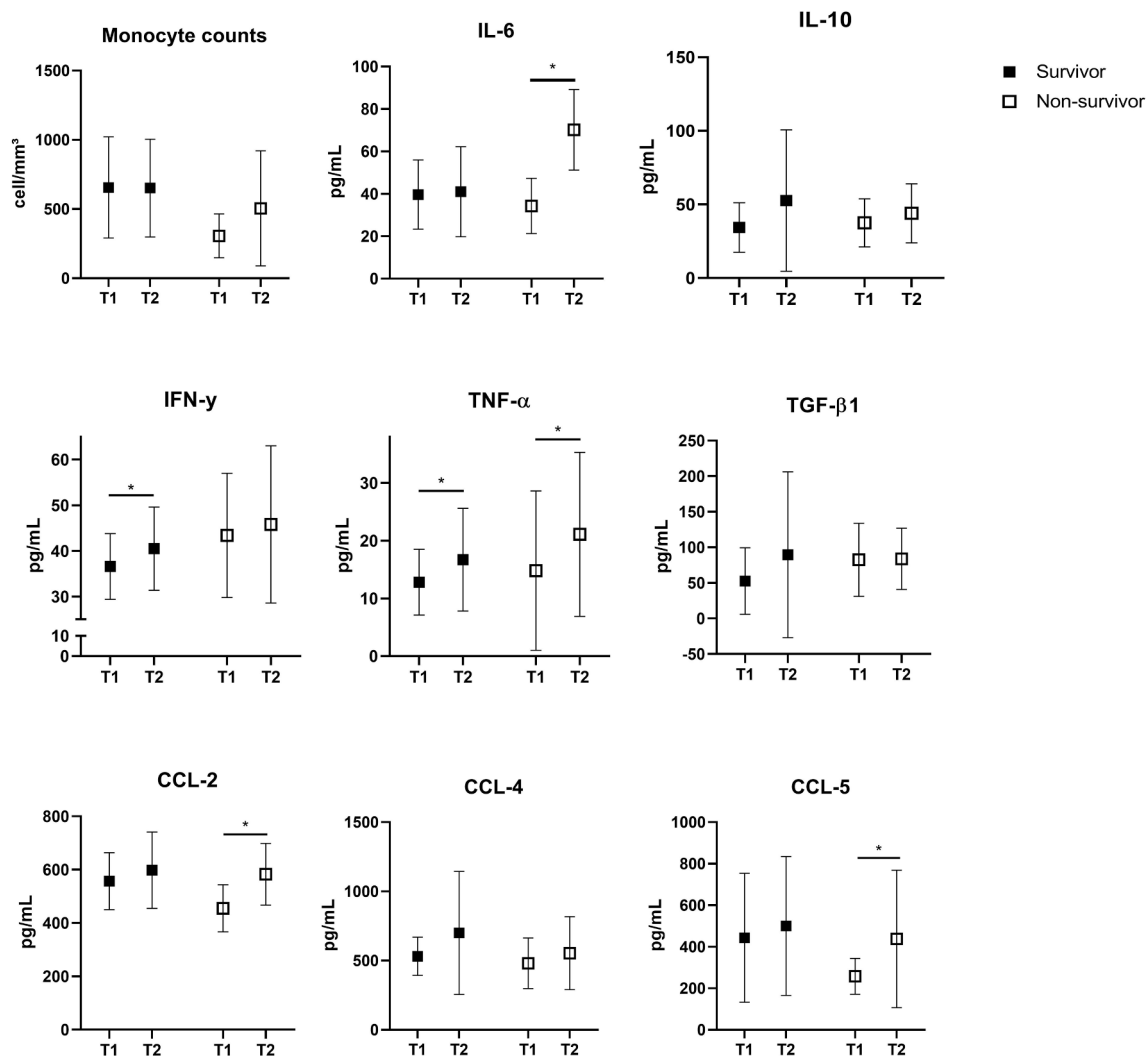 Monocyte counts
1500
1000
500
0
cell/mm³
T1 T2 T1 T2
IL-6
100
80
60
40
20
0
pg/mL
*
T1 T2 T1 T2
IL-10
150
100
50
0
pg/mL
T1 T2 T1 T2
Survivor
Non-survivor
IFN-y
60
50
40
30
10
0
pg/mL
*
T1 T2 T1 T2
TNF-α
30
20
10
0
pg/mL
*
*
T1 T2 T1 T2
TGF-β1
250
200
150
100
50
0
-50
pg/mL
T1 T2 T1 T2
CCL-2
800
600
400
200
0
pg/mL
*
T1 T2 T1 T2
CCL-4
1500
1000
500
0
pg/mL
T1 T2 T1 T2
CCL-5
1000
800
600
400
200
0
pg/mL
*
T1 T2 T1 T2